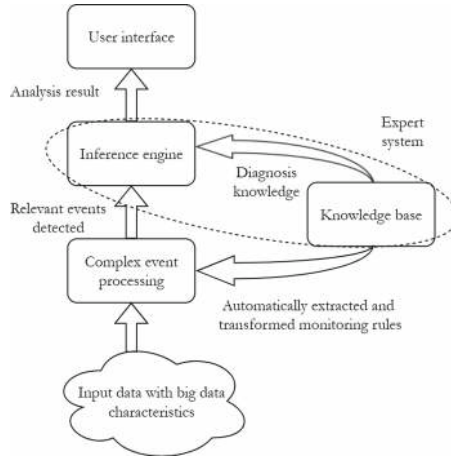 User interface
Analysis result
Expert
system
Inference engine
Diagnosis
knowledge
Relevant events
detected
Knowledge base
Complex event
processing
Automatically extracted and
transformed monitoring rules
Input data with big data
characteristics